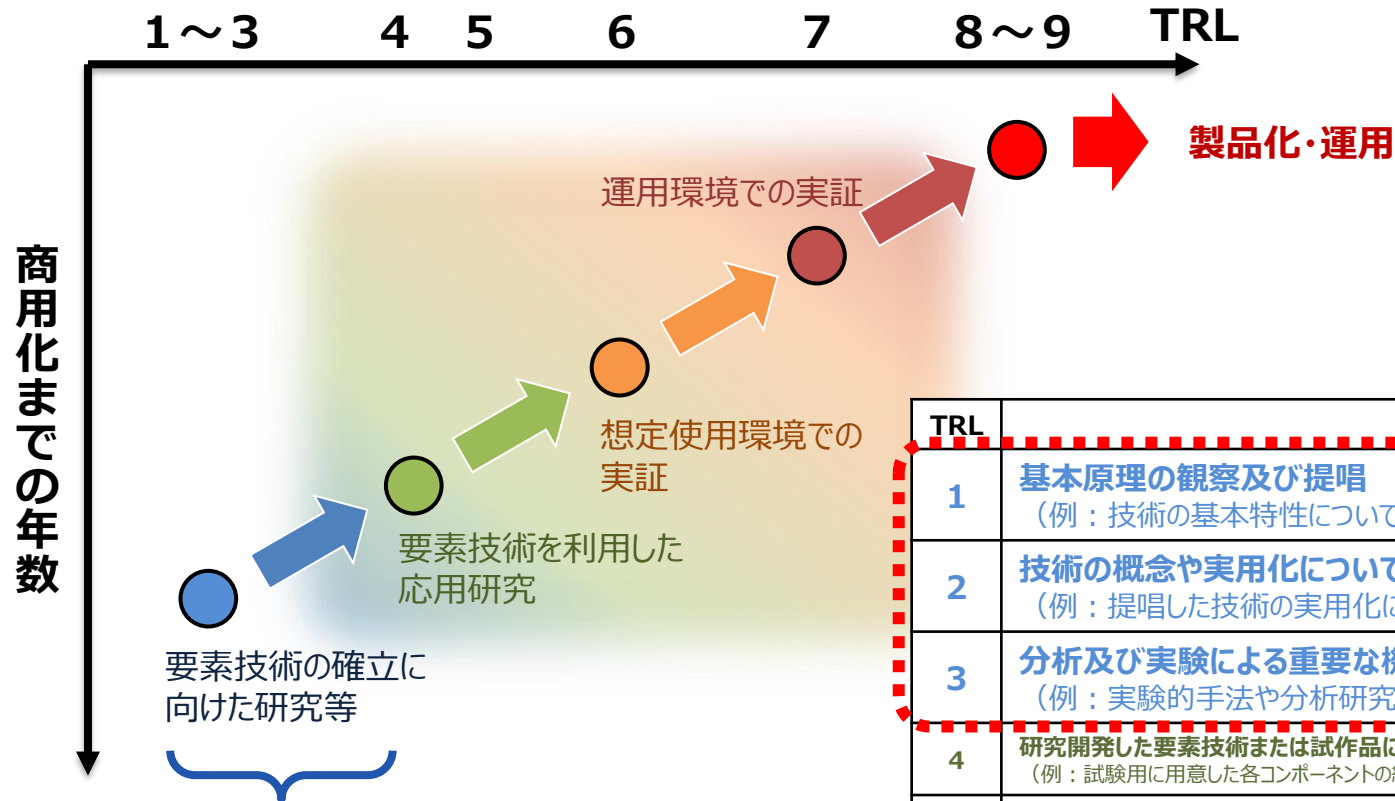 1～3 4 5 6 7 8～9 TRL
製品化・運用
運用環境での実証
商用化までの年数
想定使用環境での
実証
要素技術を利用した
応用研究
要素技術の確立に
向けた研究等
TRL
1
基本原理の観察及び提唱
（例：技術の基本特性について
2
技術の概念や実用化について
（例：提唱した技術の実用化に
3
分析及び実験による重要な機
（例：実験的手法や分析研究
4
研究開発した要素技術または試作品に
（例：試験用に用意した各コンポーネントの